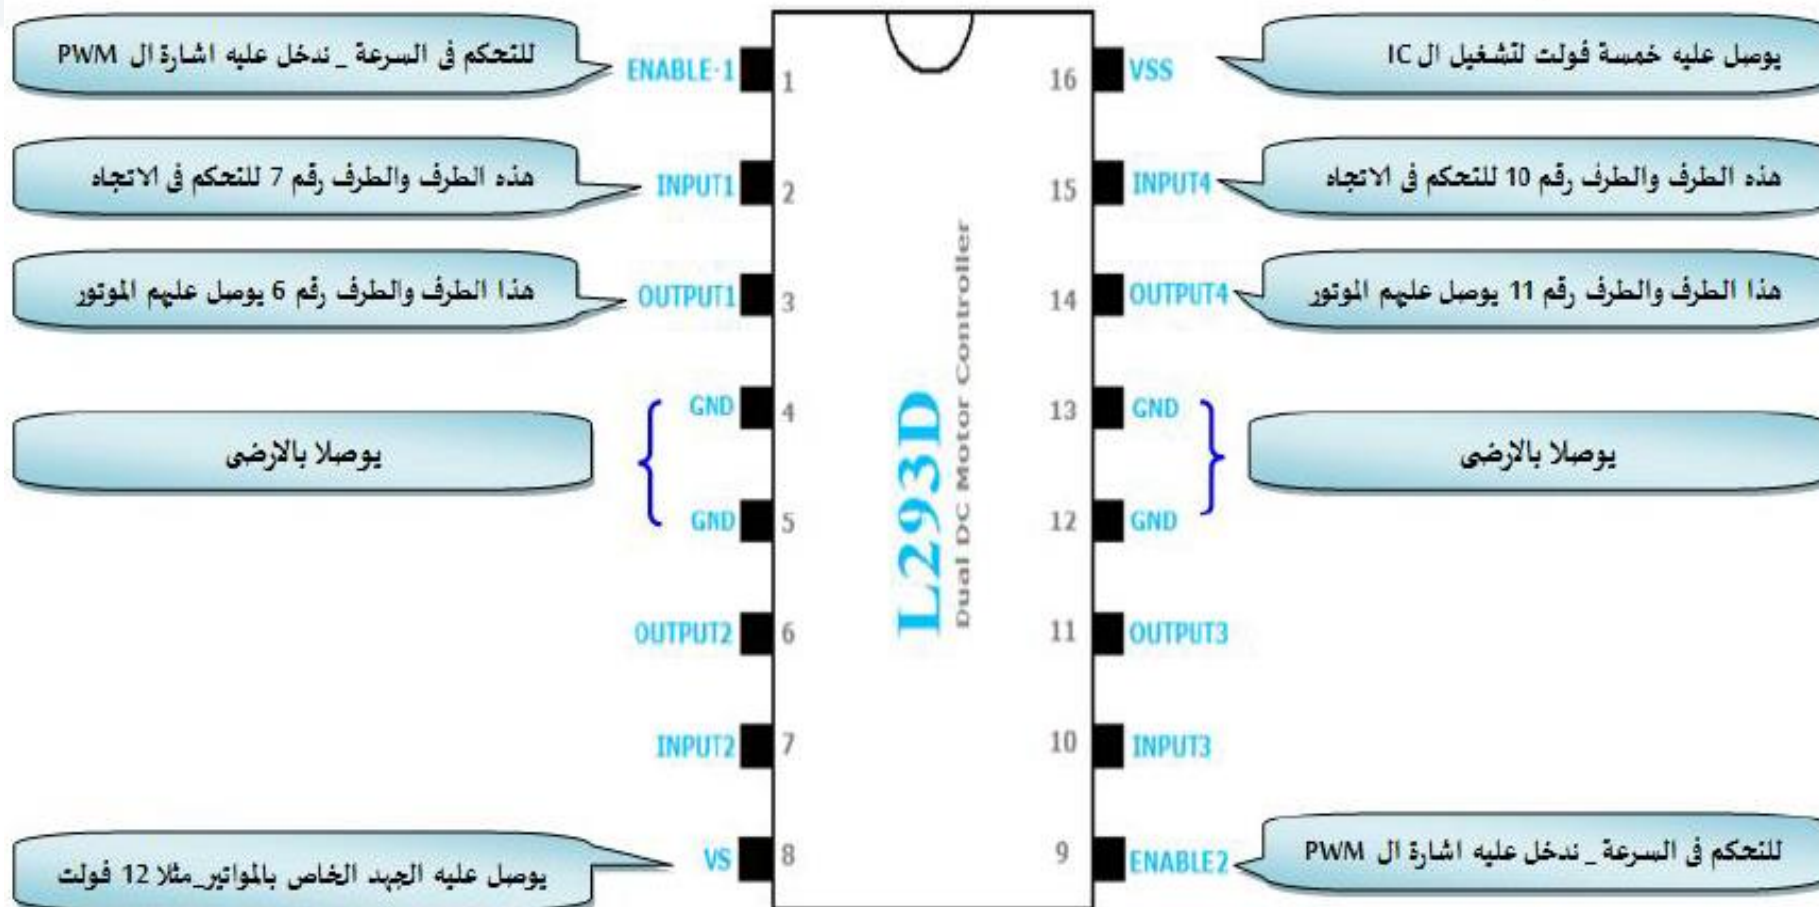 للتحكم فى السرعة _ ندخل عليه اشارة ال PWM
ENABLE-1
1
هذه الطرف والطرف رقم 7 للتحكم فى الاتجاه
INPUT1
2
هذا الطرف والطرف رقم 6 يوصل عليهم الموتور
OUTPUT1
3
GND
4
يوصلا بالارضى
GND
5
OUTPUT2
6
INPUT2
7
يوصل عليه الجهد الخاص بالمواتير_مثلا 12 فولت
VS
8
L293D
Dual DC Motor Controller
16
VSS
يوصل عليه خمسة فولت لتشغيل ال IC
15
INPUT4
هذه الطرف والطرف رقم 10 للتحكم فى الاتجاه
14
OUTPUT4
هذا الطرف والطرف رقم 11 يوصل عليهم الموتور
13
GND
يوصلا بالارضى
12
GND
11
OUTPUT3
10
INPUT3
9
ENABLE2
للتحكم فى السرعة _ ندخل عليه اشارة ال PWM